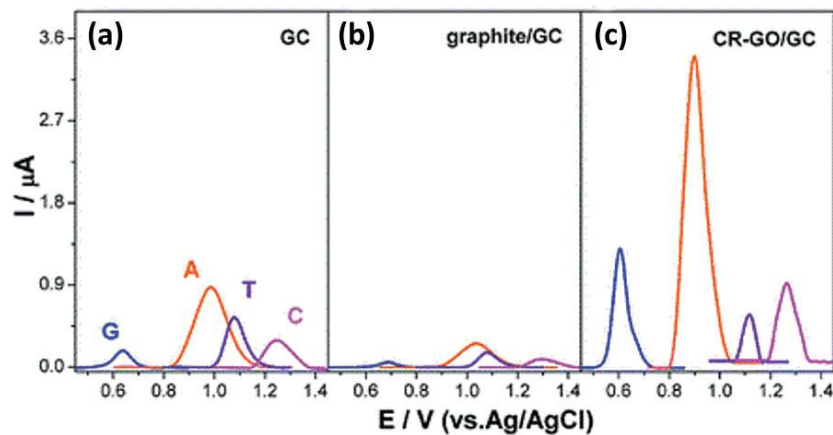 (a) GC (b) graphite/GC (c) CR-GO/GC
3.6
2.7
1.8
0.9
0.0
I / μA
G A T C
0.6 0.8 1.0 1.2 1.4 0.6 0.8 1.0 1.2 1.4 0.6 0.8 1.0 1.2 1.4
E / V (vs.Ag/AgCl)